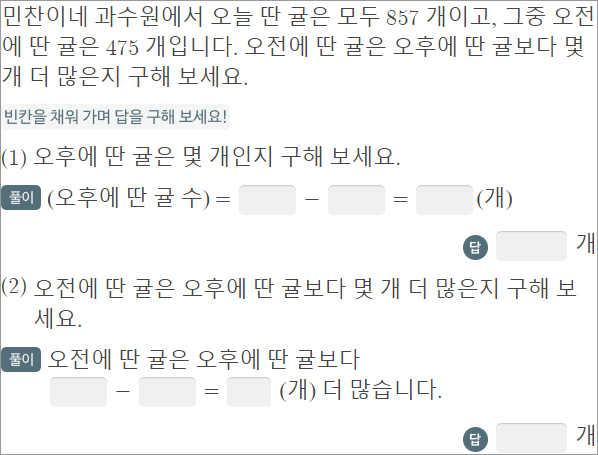 민찬이네 과수원에서 오늘 딴 귤은 모두 857 개이고, 그중 오전
에 딴 귤은 475 개입니다. 오전에 딴 귤은 오후에 딴 귤보다 몇
개 더 많은지 구해 보세요.
빈칸을 채워 가며 답을 구해 보세요!
(1) 오후에 딴 귤은 몇 개인지 구해 보세요.
풀이 (오후에 딴 귤 수) = − = (개)
답 개
(2) 오전에 딴 귤은 오후에 딴 귤보다 몇 개 더 많은지 구해 보
세요.
풀이 오전에 딴 귤은 오후에 딴 귤보다
− = (개) 더 많습니다.
답 개